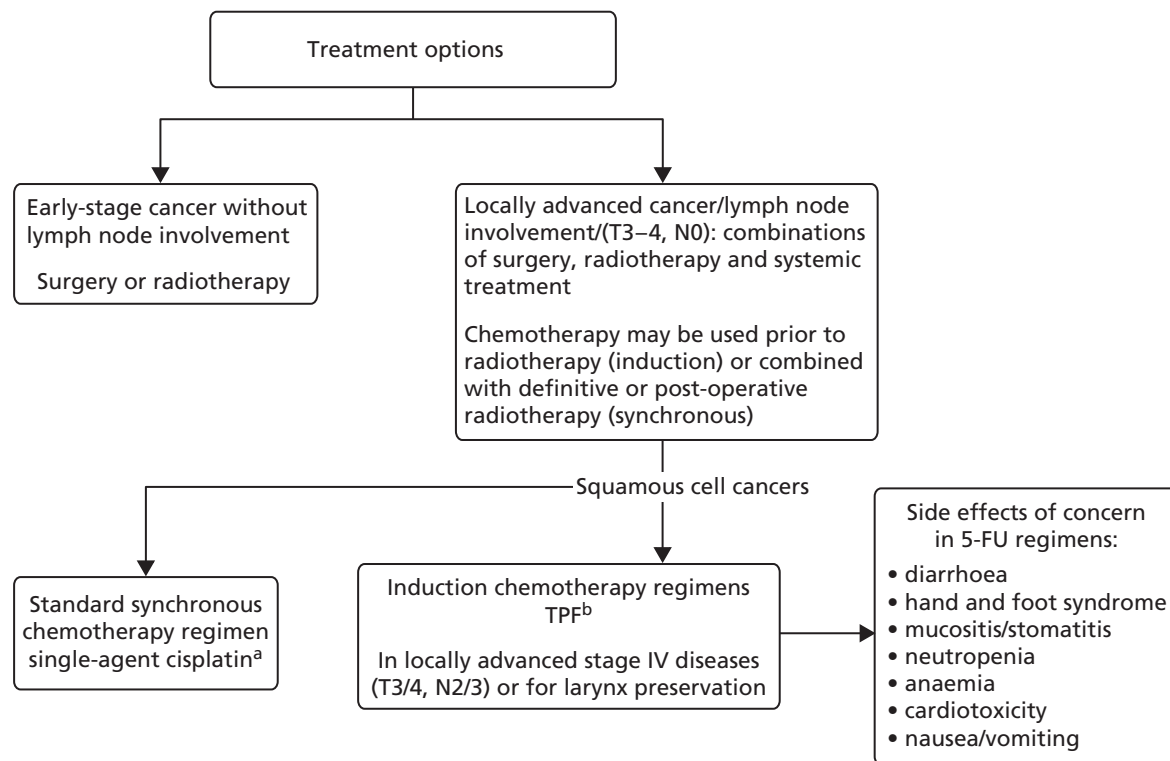 Treatment options
Early-stage cancer without
lymph node involvement
Surgery or radiotherapy
Locally advanced cancer/lymph node
involvement/(T3–4, N0): combinations
of surgery, radiotherapy and systemic
treatment
Chemotherapy may be used prior to
radiotherapy (induction) or combined
with definitive or post-operative
radiotherapy (synchronous)
Squamous cell cancers
Standard synchronous
chemotherapy regimen
single-agent cisplatinᵃ
Induction chemotherapy regimens
TPFᵇ
In locally advanced stage IV diseases
(T3/4, N2/3) or for larynx preservation
Side effects of concern
in 5-FU regimens:
• diarrhoea
• hand and foot syndrome
• mucositis/stomatitis
• neutropenia
• anaemia
• cardiotoxicity
• nausea/vomiting